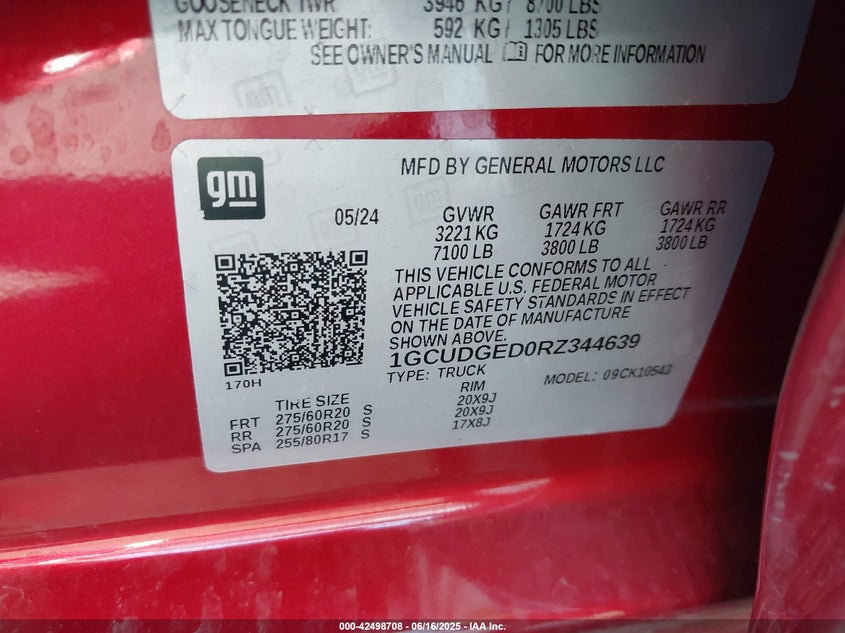 GOOSENECK TWR: 3946 KG / 8700 LBS
MAX TONGUE WEIGHT: 592 KG / 1305 LBS
SEE OWNER'S MANUAL FOR MORE INFORMATION
gm
MFD BY GENERAL MOTORS LLC
05/24 GVWR GAWR FRT GAWR RR
3221 KG 1724 KG 1724 KG
7100 LB 3800 LB 3800 LB
THIS VEHICLE CONFORMS TO ALL
APPLICABLE U.S. FEDERAL MOTOR
VEHICLE SAFETY STANDARDS IN EFFECT
ON THE DATE OF MANUFACTURE
SHOWN ABOVE.
1GCUDGED0RZ344639
170H
TYPE: TRUCK MODEL: 09CK10543
TIRE SIZE RIM
FRT 275/60R20 S 20X9J
RR 275/60R20 S 20X9J
SPA 255/80R17 S 17X8J
000-42498708 - 06/16/2025 - IAA Inc.